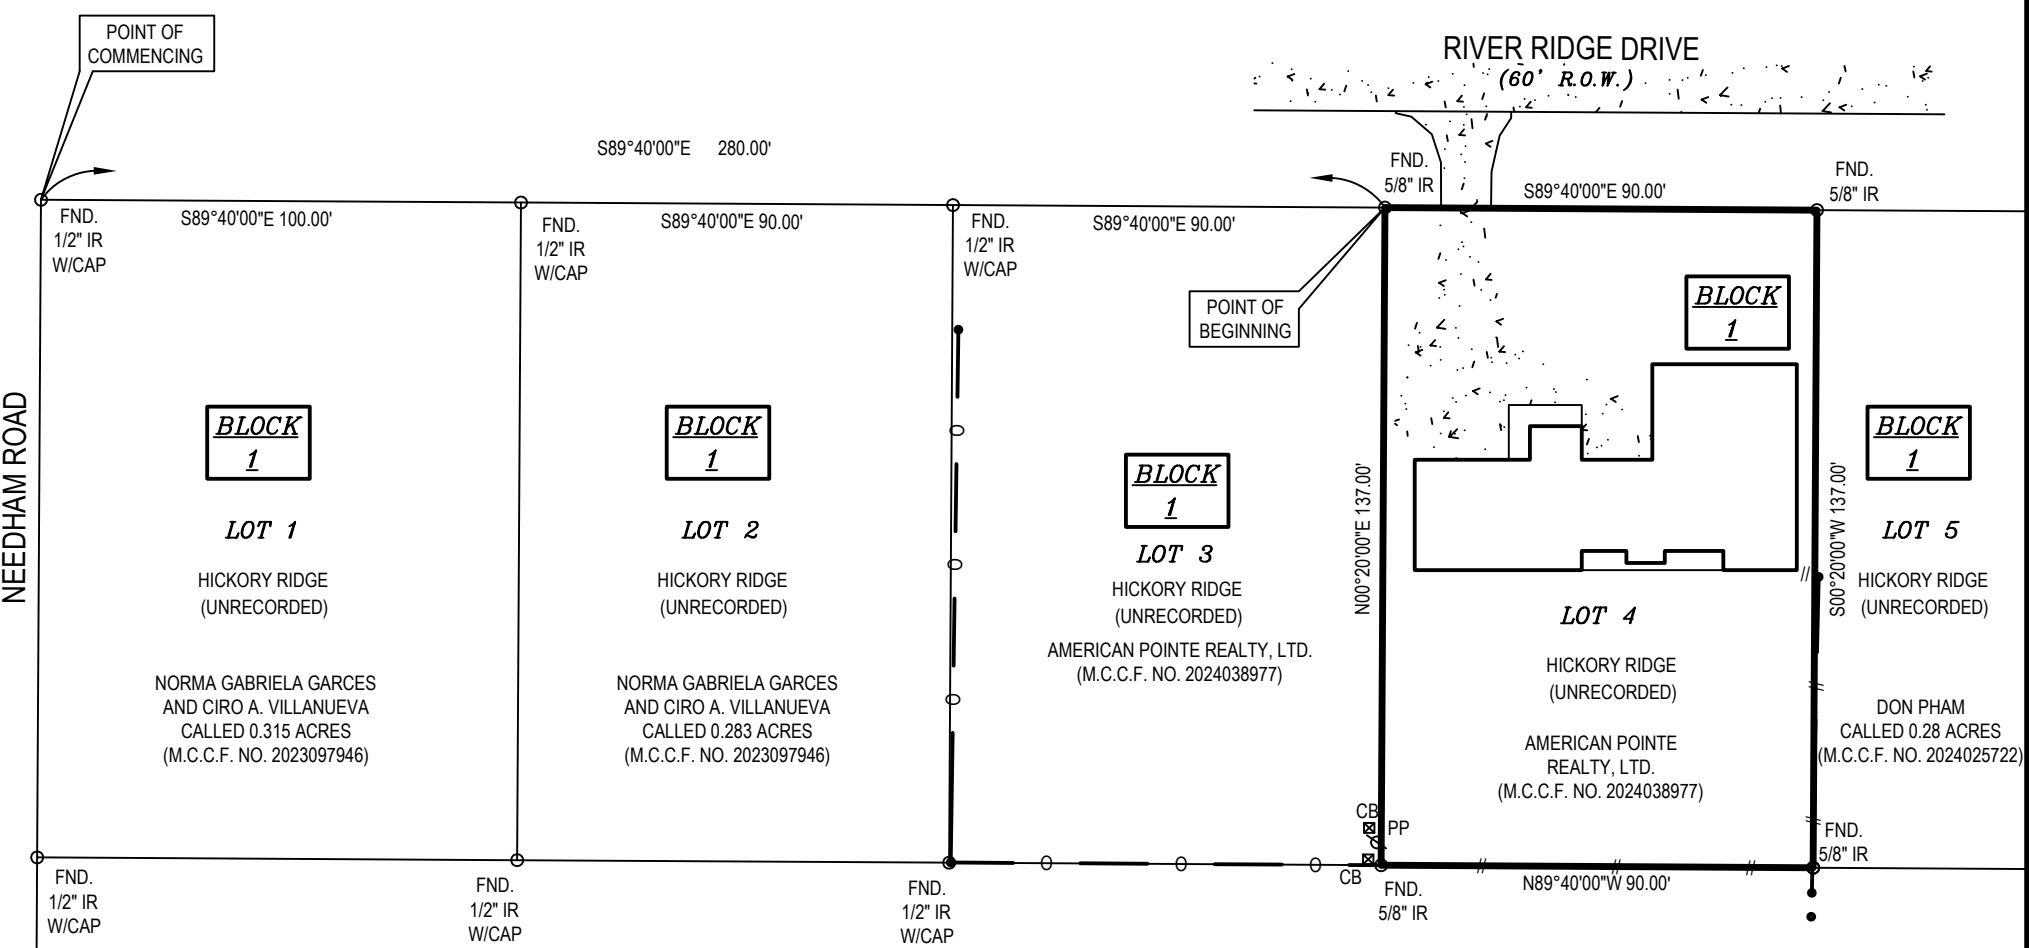 POINT OF
COMMENCING
RIVER RIDGE DRIVE
(60' R.O.W.)
S89°40'00"E 280.00'
FND.
5/8" IR
S89°40'00"E 90.00'
FND.
5/8" IR
FND.
1/2" IR
W/CAP
S89°40'00"E 100.00'
FND.
1/2" IR
W/CAP
S89°40'00"E 90.00'
FND.
1/2" IR
W/CAP
S89°40'00"E 90.00'
POINT OF
BEGINNING
BLOCK
1
NEEDHAM ROAD
BLOCK
1
LOT 1
HICKORY RIDGE
(UNRECORDED)
NORMA GABRIELA GARCES
AND CIRO A. VILLANUEVA
CALLED 0.315 ACRES
(M.C.C.F. NO. 2023097946)
BLOCK
1
LOT 2
HICKORY RIDGE
(UNRECORDED)
NORMA GABRIELA GARCES
AND CIRO A. VILLANUEVA
CALLED 0.283 ACRES
(M.C.C.F. NO. 2023097946)
BLOCK
1
LOT 3
HICKORY RIDGE
(UNRECORDED)
AMERICAN POINTE REALTY, LTD.
(M.C.C.F. NO. 2024038977)
N00°20'00"E 137.00'
LOT 4
HICKORY RIDGE
(UNRECORDED)
AMERICAN POINTE
REALTY, LTD.
(M.C.C.F. NO. 2024038977)
S00°20'00"W 137.00'
BLOCK
1
LOT 5
HICKORY RIDGE
(UNRECORDED)
DON PHAM
CALLED 0.28 ACRES
(M.C.C.F. NO. 2024025722)
CB
PP
CB
FND.
5/8" IR
FND.
1/2" IR
W/CAP
FND.
1/2" IR
W/CAP
FND.
1/2" IR
W/CAP
FND.
5/8" IR
N89°40'00"W 90.00'